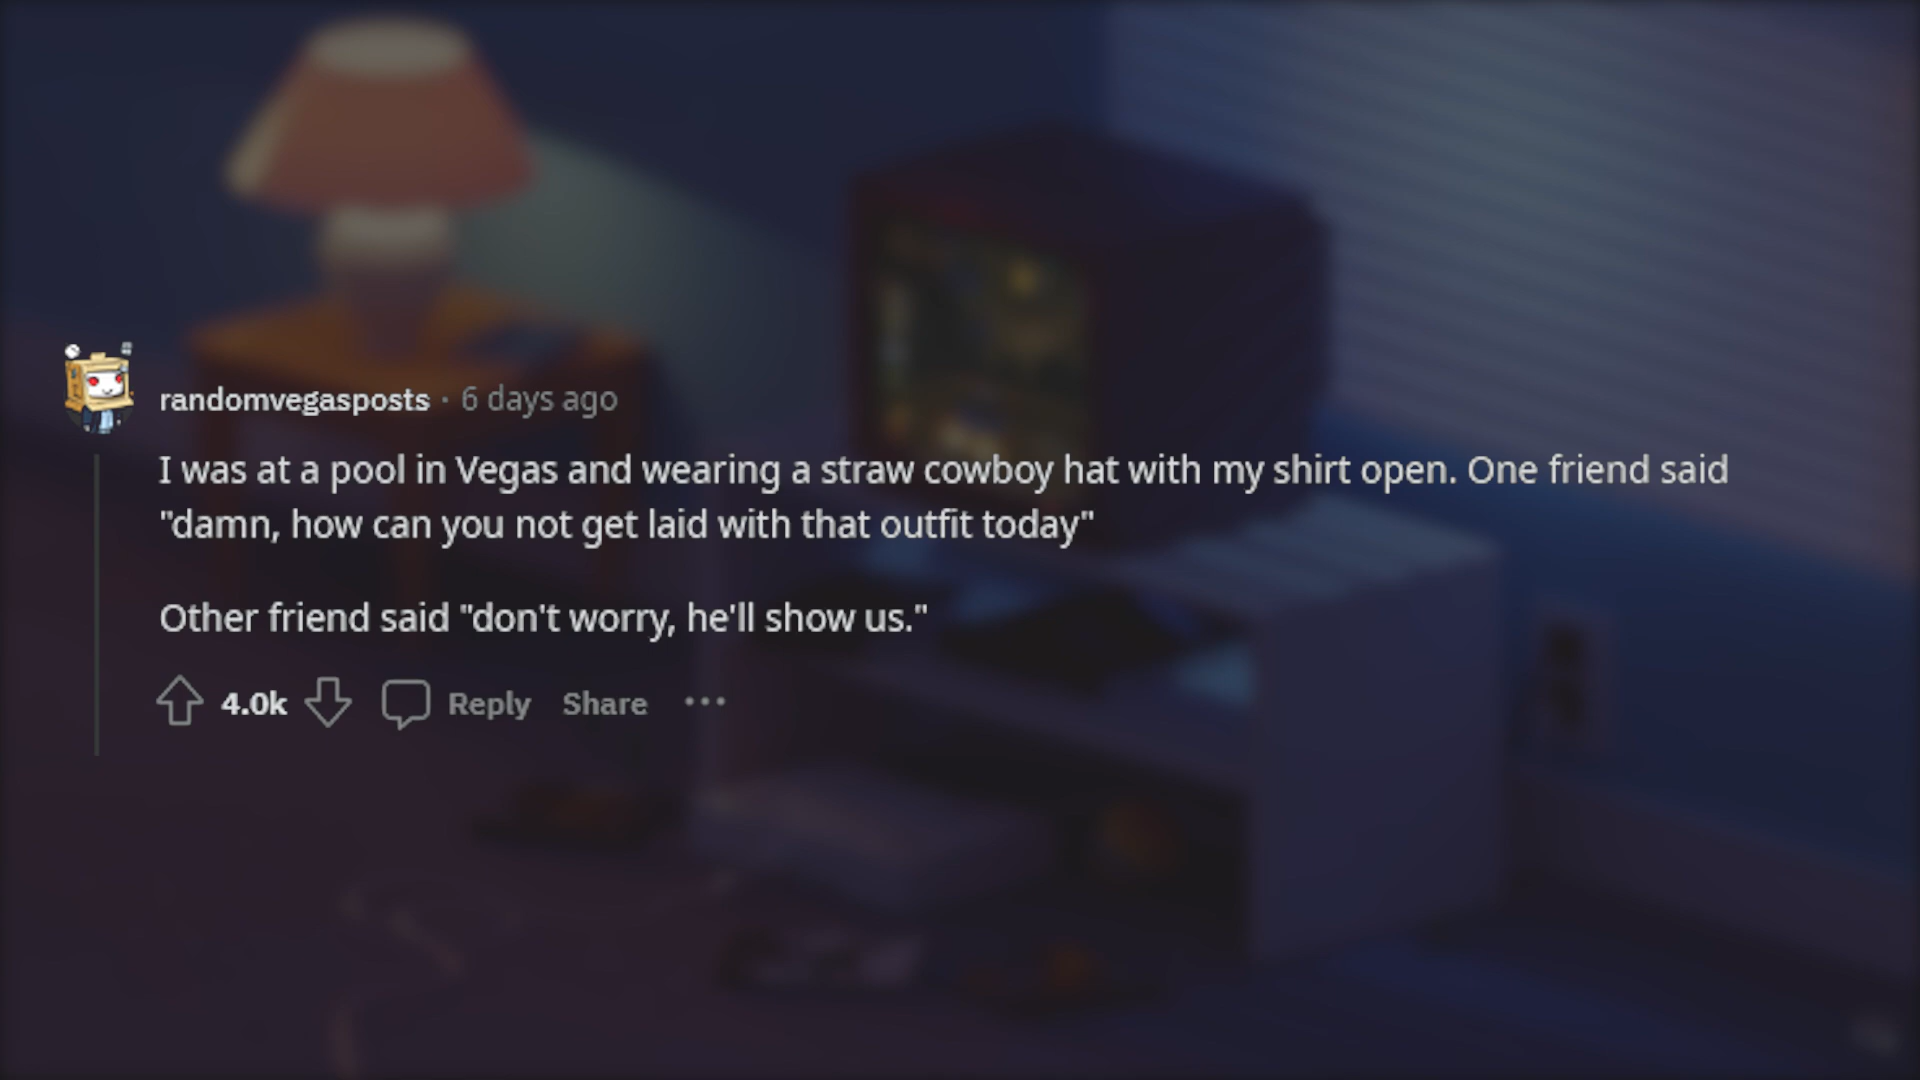 randomvegasposts · 6 days ago
I was at a pool in Vegas and wearing a straw cowboy hat with my shirt open. One friend said
"damn, how can you not get laid with that outfit today"
Other friend said "don't worry, he'll show us."
4.0k Reply Share ···